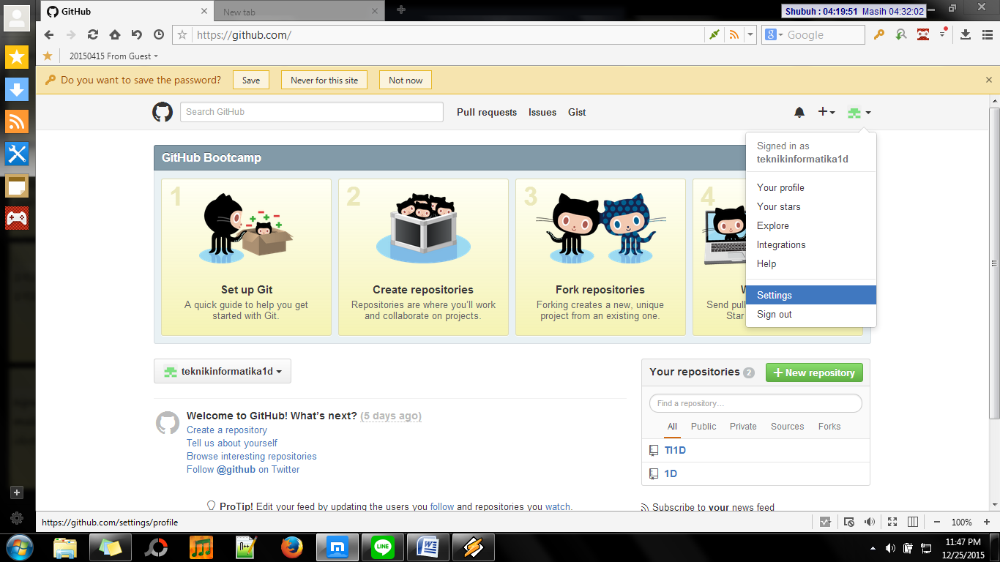 GitHub
New tab
Shubuh : 04:19:51 Masih 04:32:02
https://github.com/
Google
20150415 From Guest
Do you want to save the password?
Save
Never for this site
Not now
Search GitHub
Pull requests
Issues
Gist
Signed in as
teknikinformatika1d
Your profile
Your stars
Explore
Integrations
Help
Settings
Sign out
GitHub Bootcamp
1
Set up Git
A quick guide to help you get
started with Git.
2
Create repositories
Repositories are where you'll work
and collaborate on projects.
3
Fork repositories
Forking creates a new, unique
project from an existing one.
4
W
Send pull
Star
teknikinformatika1d
Welcome to GitHub! What's next? (5 days ago)
Create a repository
Tell us about yourself
Browse interesting repositories
Follow @github on Twitter
ProTip! Edit your feed by updating the users you follow and repositories you watch.
Your repositories 2
New repository
Find a repository…
All
Public
Private
Sources
Forks
TI1D
1D
Subscribe to your news feed
https://github.com/settings/profile
100%
LINE
11:47 PM
12/25/2015